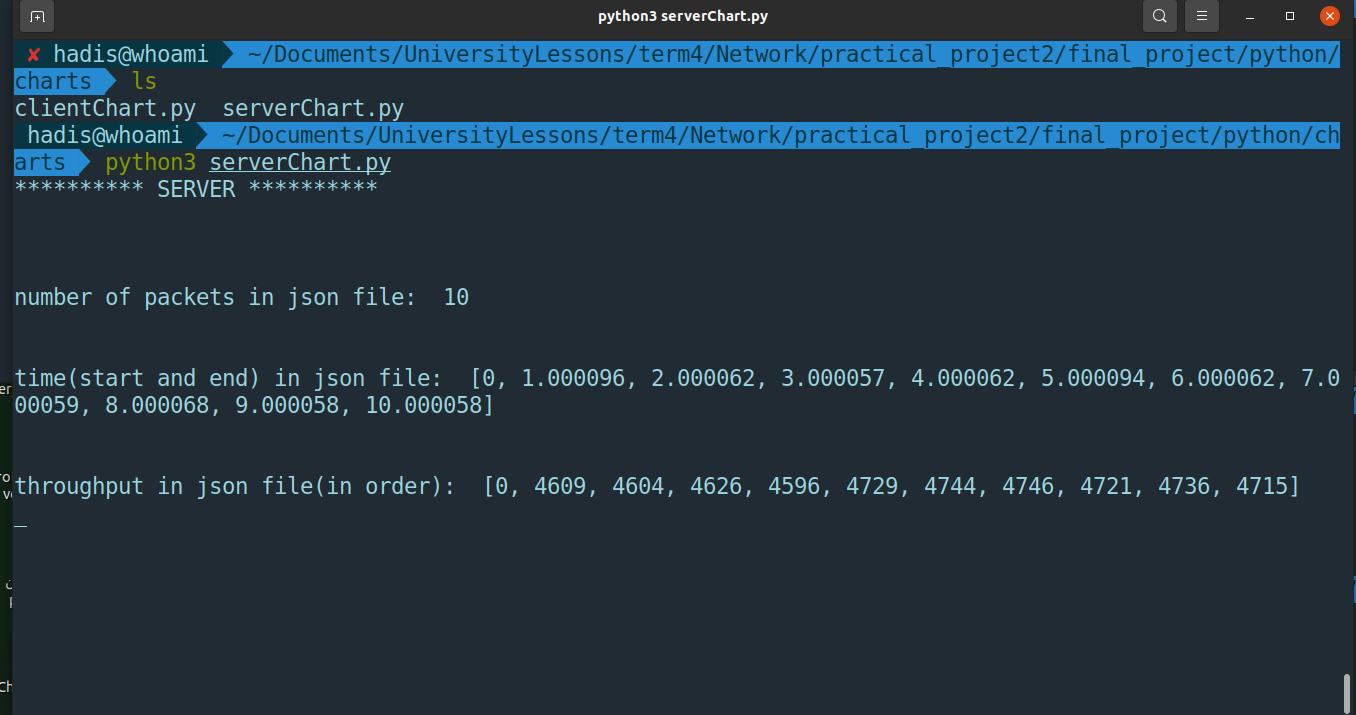 python3 serverChart.py
✘ hadis@whoami ~/Documents/UniversityLessons/term4/Network/practical_project2/final_project/python/
charts ls
clientChart.py  serverChart.py
hadis@whoami ~/Documents/UniversityLessons/term4/Network/practical_project2/final_project/python/ch
arts python3 serverChart.py
********** SERVER **********
number of packets in json file:  10
time(start and end) in json file:  [0, 1.000096, 2.000062, 3.000057, 4.000062, 5.000094, 6.000062, 7.0
00059, 8.000068, 9.000058, 10.000058]
throughput in json file(in order):  [0, 4609, 4604, 4626, 4596, 4729, 4744, 4746, 4721, 4736, 4715]